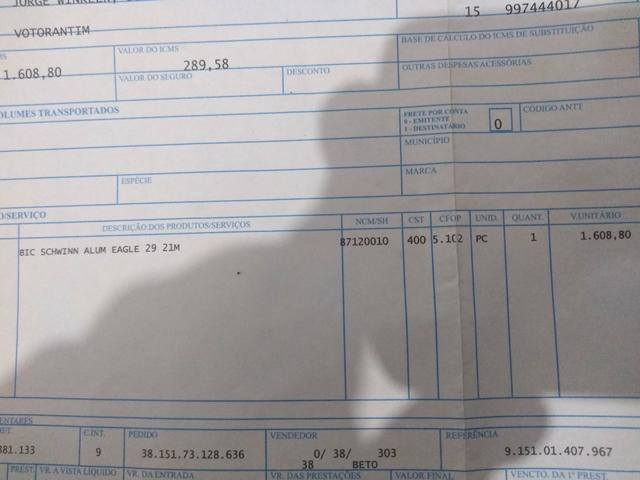 JORGE WINKLER,
15 997444017
VOTORANTIM
BASE DE CÁLCULO DO ICMS DE SUBSTITUIÇÃO
VALOR DO ICMS
1.608,80
289,58
VALOR DO SEGURO
DESCONTO
OUTRAS DESPESAS ACESSÓRIAS
OLUMES TRANSPORTADOS
FRETE POR CONTA
0 - EMITENTE
1 - DESTINATÁRIO
0
CÓDIGO ANTT
MUNICÍPIO
ESPÉCIE
MARCA
O/SERVIÇO
DESCRIÇÃO DOS PRODUTOS/SERVIÇOS
NCM/SH
CST
CFOP
UNID.
QUANT.
V.UNITÁRIO
BIC SCHWINN ALUM EAGLE 29 21M
87120010
400
5.102
PC
1
1.608,80
ENTARES
C.INT.
PEDIDO
VENDEDOR
REFERÊNCIA
381.133
9
38.151.73.128.636
0/ 38/ 303
38 BETO
9.151.01.407.967
PREST.
VR. A VISTA LÍQUIDO
VR. DA ENTRADA
VR. DAS PRESTAÇÕES
VALOR FINAL
VENCTO. DA 1ª PREST.